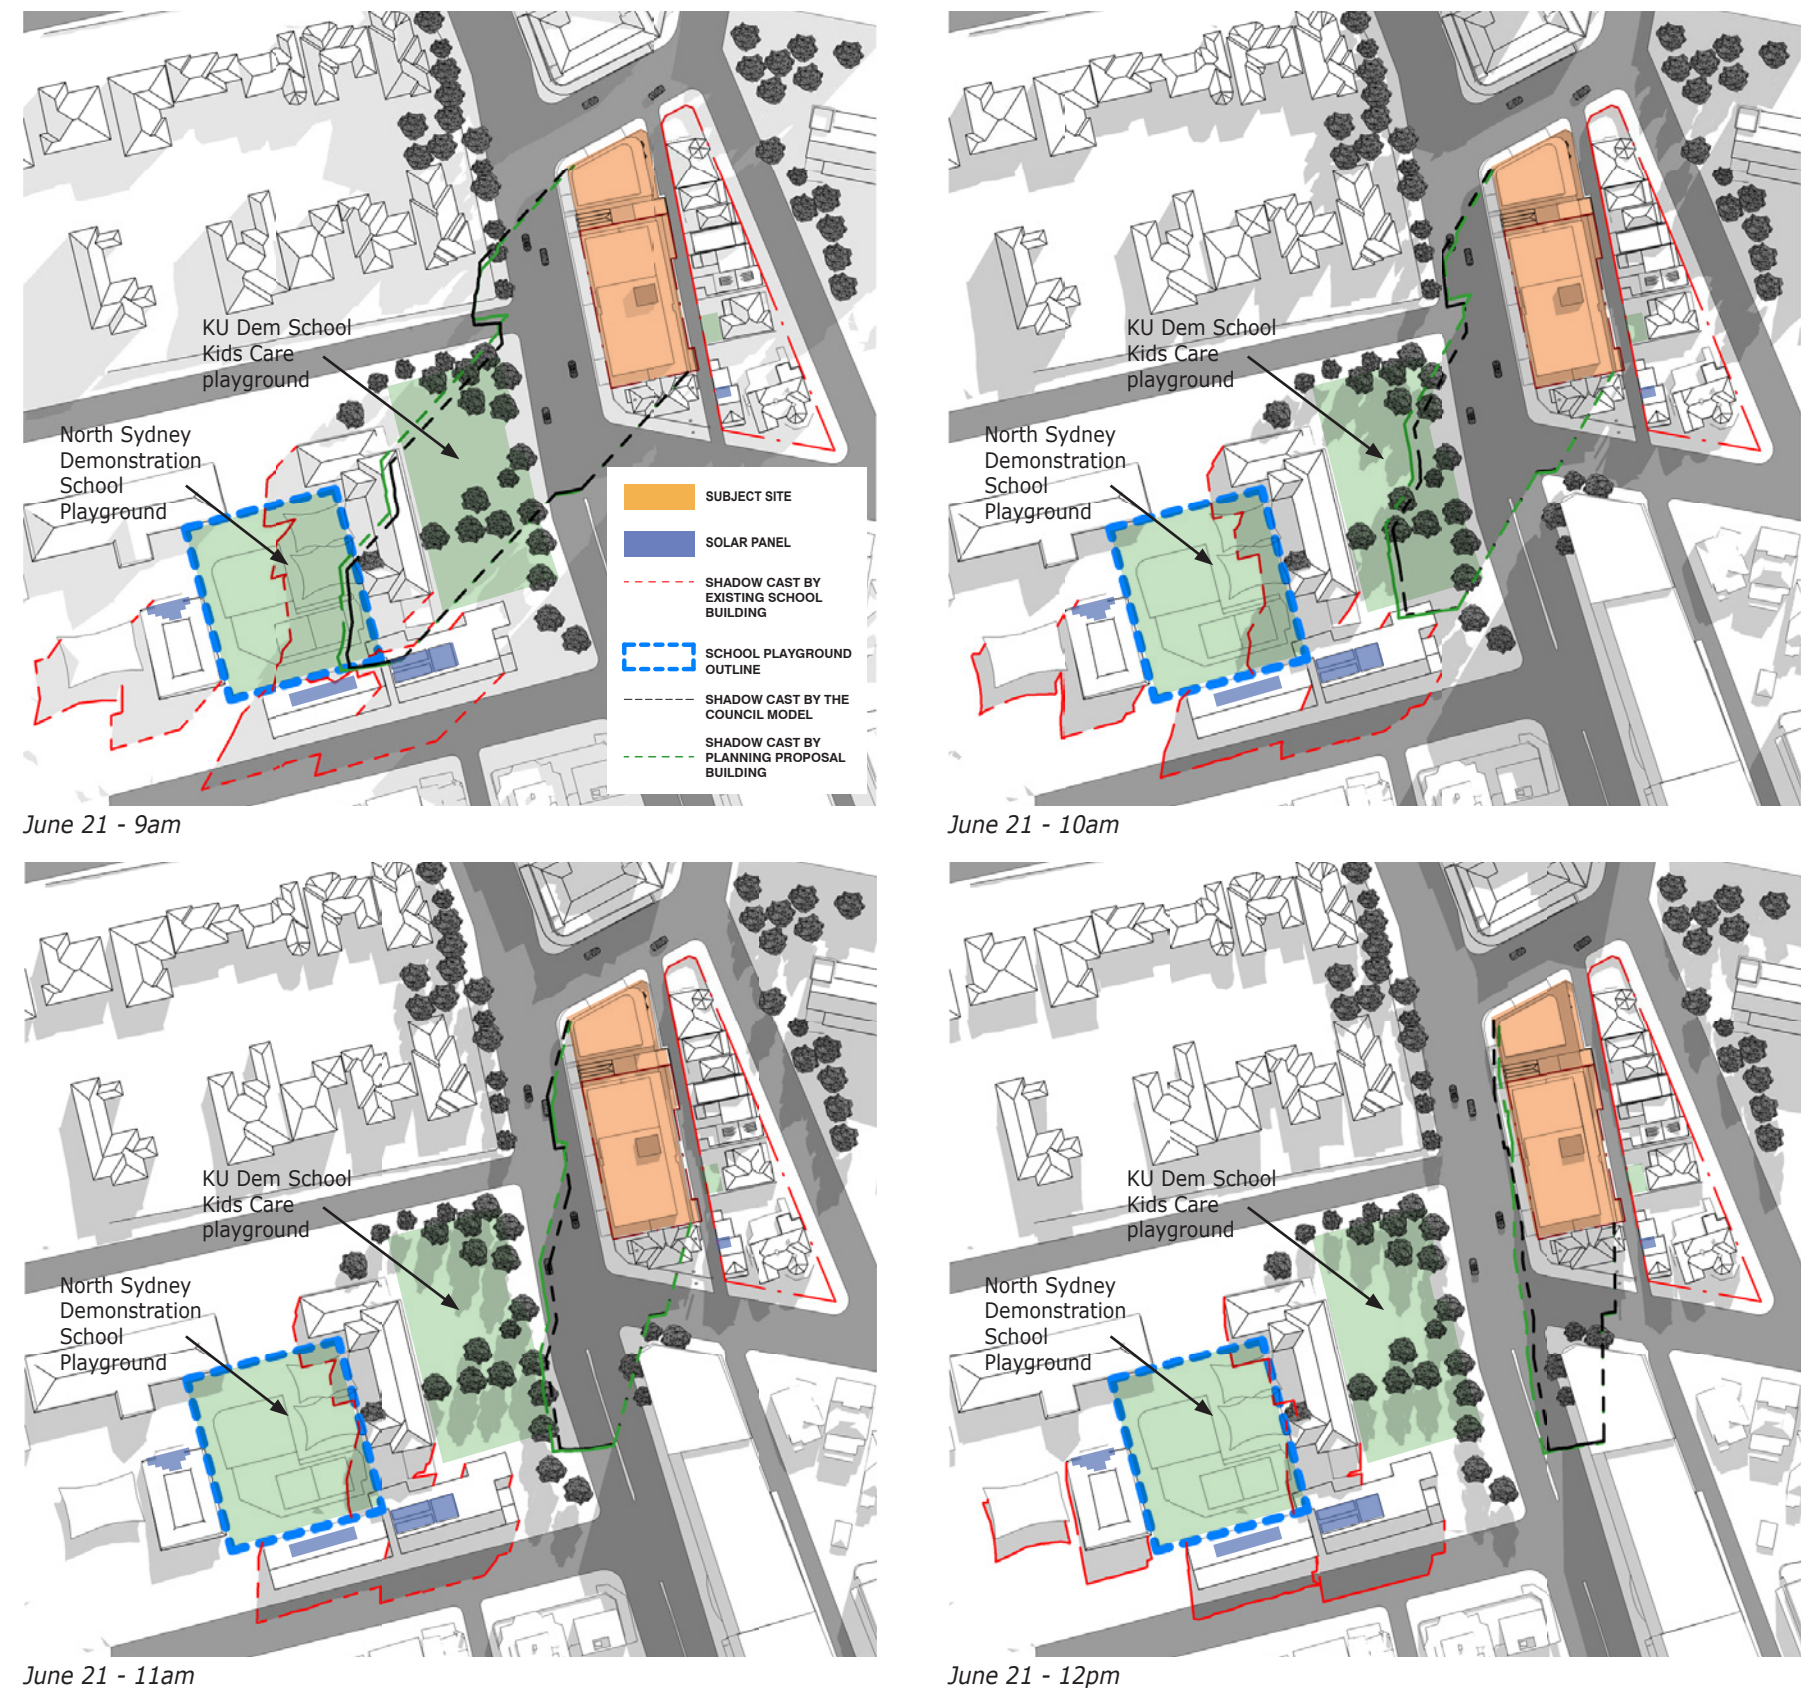 KU Dem School
Kids Care
playground
North Sydney
Demonstration
School
Playground
SUBJECT SITE
SOLAR PANEL
SHADOW CAST BY
EXISTING SCHOOL
BUILDING
SCHOOL PLAYGROUND
OUTLINE
SHADOW CAST BY THE
COUNCIL MODEL
SHADOW CAST BY
PLANNING PROPOSAL
BUILDING
June 21 - 9am
KU Dem School
Kids Care
playground
North Sydney
Demonstration
School
Playground
June 21 - 10am
KU Dem School
Kids Care
playground
North Sydney
Demonstration
School
Playground
June 21 - 11am
KU Dem School
Kids Care
playground
North Sydney
Demonstration
School
Playground
June 21 - 12pm